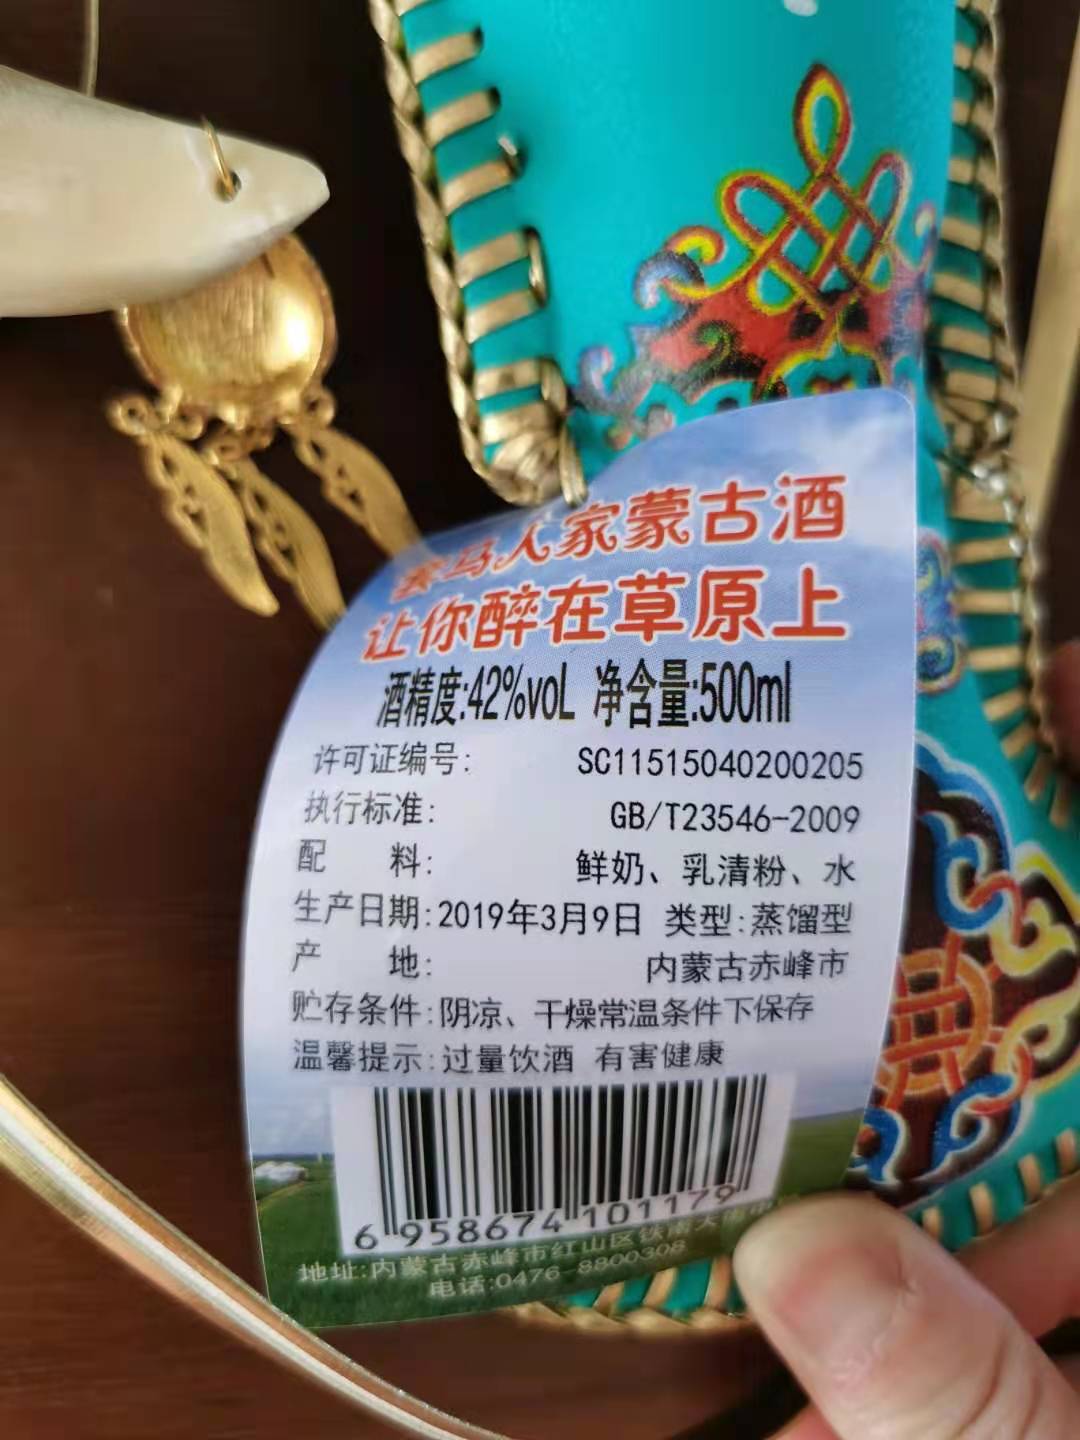 套马人家蒙古酒
让你醉在草原上
酒精度:42%voL 净含量:500ml
许可证编号: SC11515040200205
执行标准: GB/T23546-2009
配 料: 鲜奶、乳清粉、水
生产日期:2019年3月9日 类型:蒸馏型
产 地: 内蒙古赤峰市
贮存条件:阴凉、干燥常温条件下保存
温馨提示:过量饮酒 有害健康
6 958674 101179
地址:内蒙古赤峰市红山区铁南大街中
电话:0476-8800308